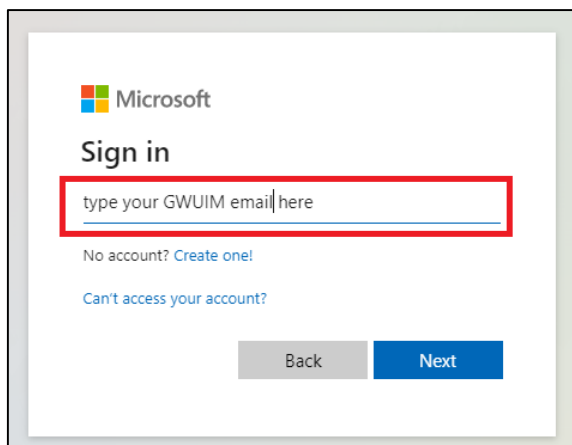 Microsoft
Sign in
type your GWUIM email here
No account? Create one!
Can't access your account?
Back Next